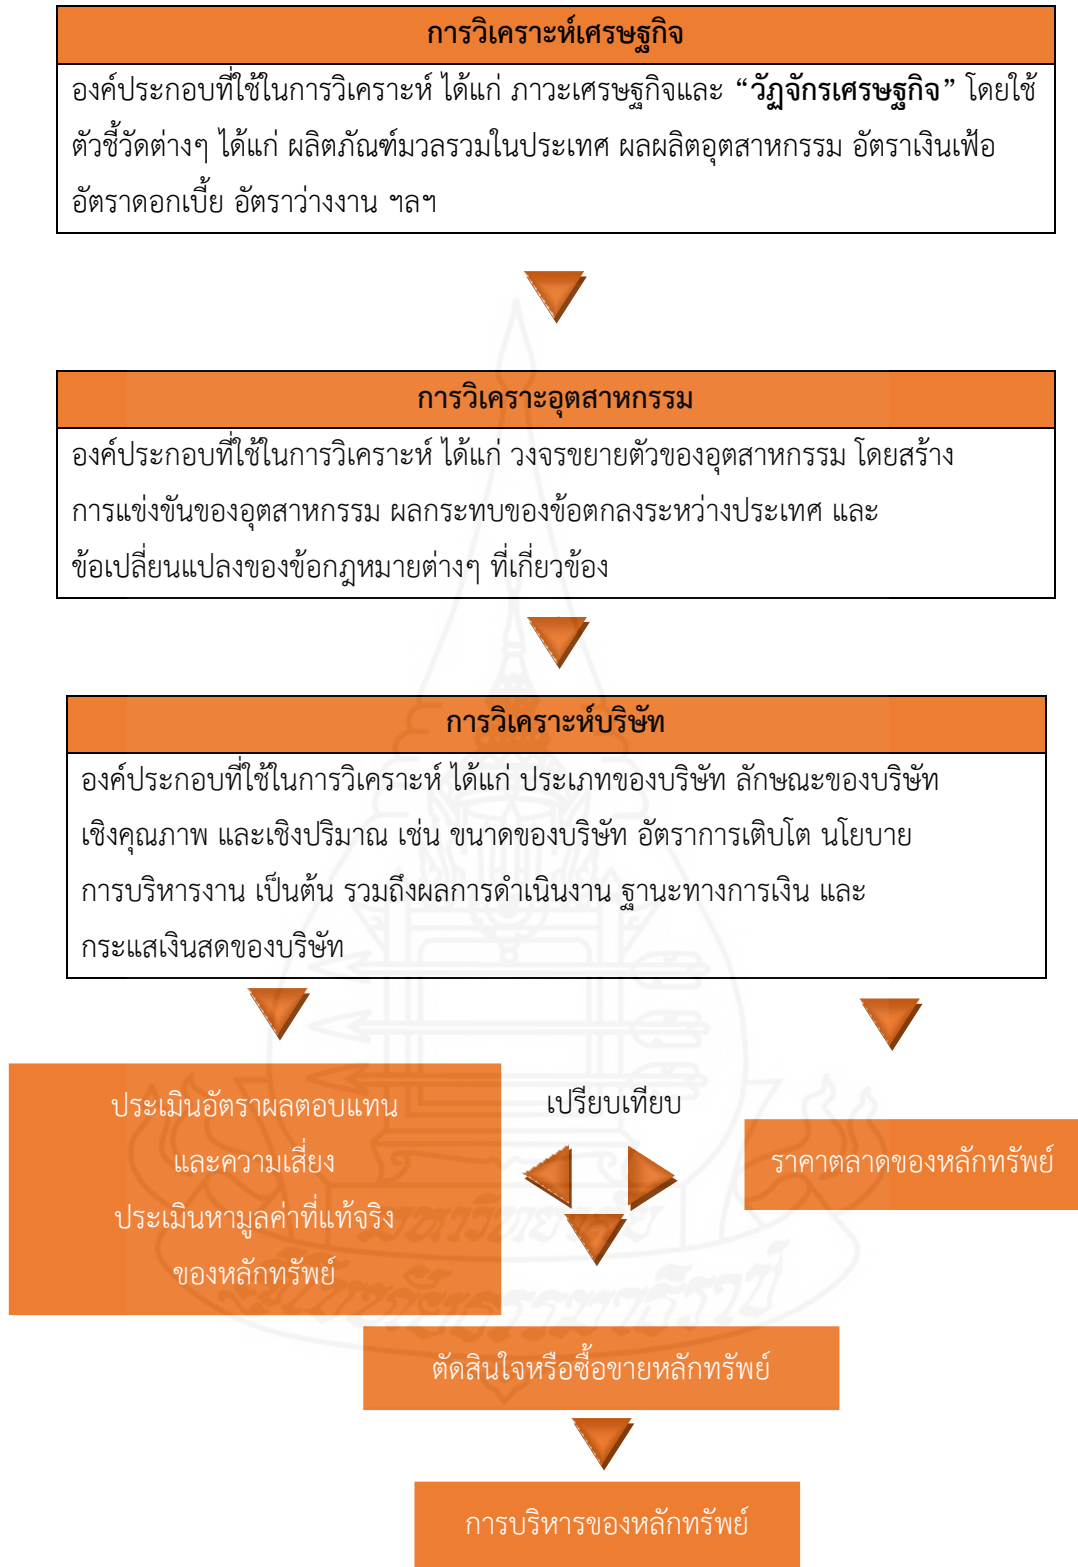 การวิเคราะห์เศรษฐกิจ
องค์ประกอบที่ใช้ในการวิเคราะห์ ได้แก่ ภาวะเศรษฐกิจและ “วัฏจักรเศรษฐกิจ” โดยใช้
ตัวชี้วัดต่างๆ ได้แก่ ผลิตภัณฑ์มวลรวมในประเทศ ผลผลิตอุตสาหกรรม อัตราเงินเฟ้อ
อัตราดอกเบี้ย อัตราว่างงาน ฯลฯ
การวิเคราะอุตสาหกรรม
องค์ประกอบที่ใช้ในการวิเคราะห์ ได้แก่ วงจรขยายตัวของอุตสาหกรรม โดยสร้าง
การแข่งขันของอุตสาหกรรม ผลกระทบของข้อตกลงระหว่างประเทศ และ
ข้อเปลี่ยนแปลงของข้อกฎหมายต่างๆ ที่เกี่ยวข้อง
การวิเคราะห์บริษัท
องค์ประกอบที่ใช้ในการวิเคราะห์ ได้แก่ ประเภทของบริษัท ลักษณะของบริษัท
เชิงคุณภาพ และเชิงปริมาณ เช่น ขนาดของบริษัท อัตราการเติบโต นโยบาย
การบริหารงาน เป็นต้น รวมถึงผลการดำเนินงาน ฐานะทางการเงิน และ
กระแสเงินสดของบริษัท
ประเมินอัตราผลตอบแทน
และความเสี่ยง
ประเมินหามูลค่าที่แท้จริง
ของหลักทรัพย์
เปรียบเทียบ
ราคาตลาดของหลักทรัพย์
มหาวิทยาลัย
สุโขทัยธรรมาธิราช
ตัดสินใจหรือซื้อขายหลักทรัพย์
การบริหารของหลักทรัพย์